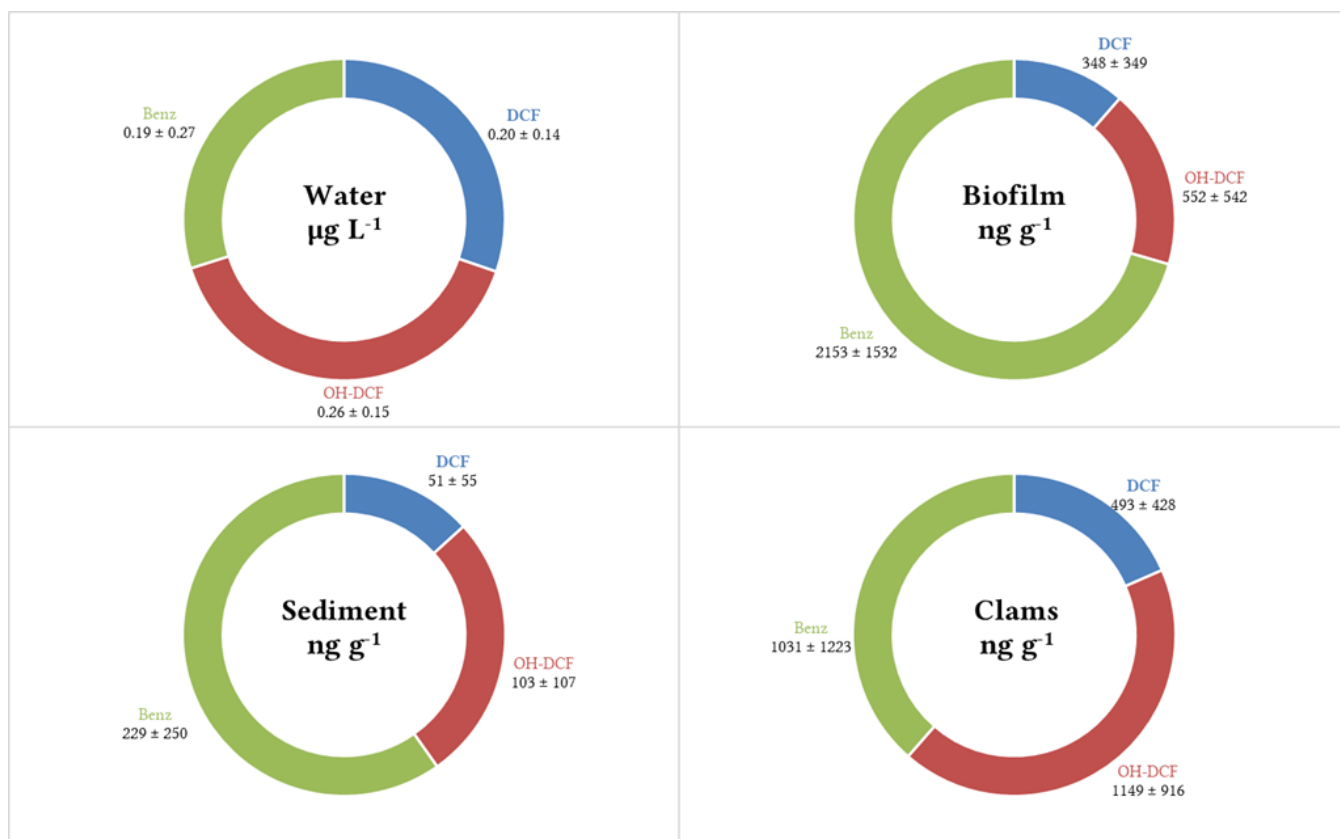 Benz
0.19 ± 0.27
DCF
0.20 ± 0.14
Water
µg L⁻¹
OH-DCF
0.26 ± 0.15
DCF
348 ± 349
OH-DCF
552 ± 542
Biofilm
ng g⁻¹
Benz
2153 ± 1532
DCF
51 ± 55
Sediment
ng g⁻¹
OH-DCF
103 ± 107
Benz
229 ± 250
DCF
493 ± 428
Clams
ng g⁻¹
Benz
1031 ± 1223
OH-DCF
1149 ± 916